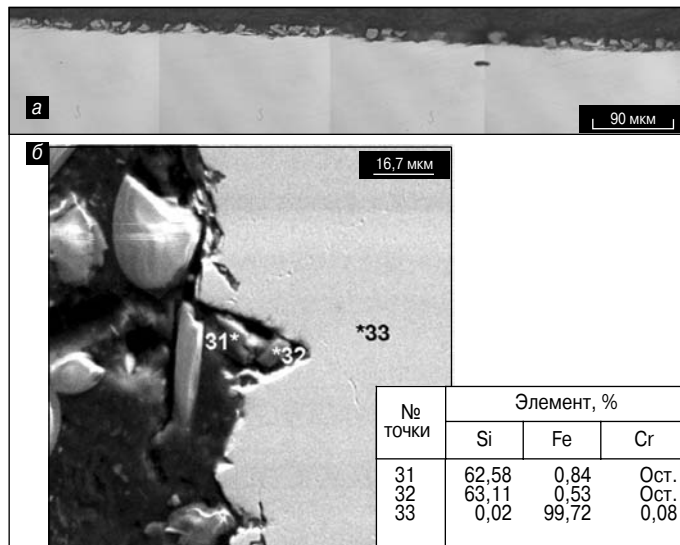 а
90 мкм
б
16,7 мкм
31*
*32
*33
№ точки
Элемент, %
Si Fe Cr
31 62,58 0,84 Ост.
32 63,11 0,53 Ост.
33 0,02 99,72 0,08